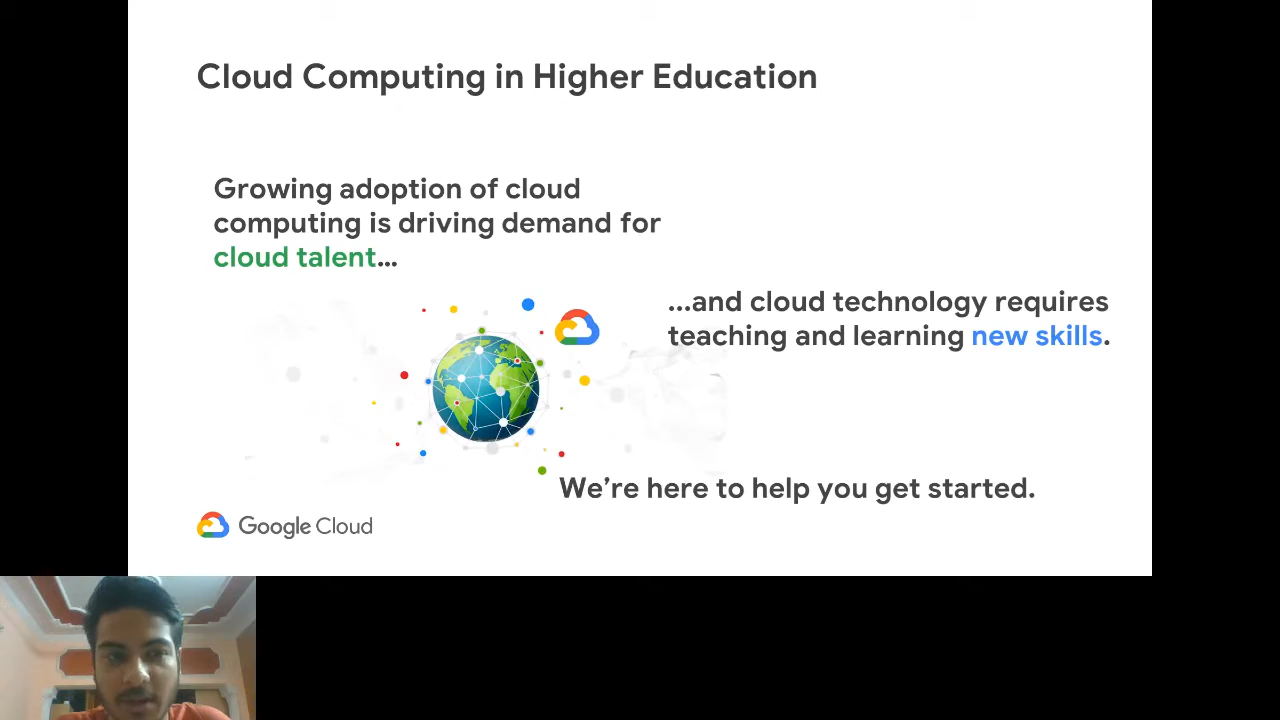 Cloud Computing in Higher Education
Growing adoption of cloud
computing is driving demand for
cloud talent...
...and cloud technology requires
teaching and learning new skills.
We’re here to help you get started.
Google Cloud